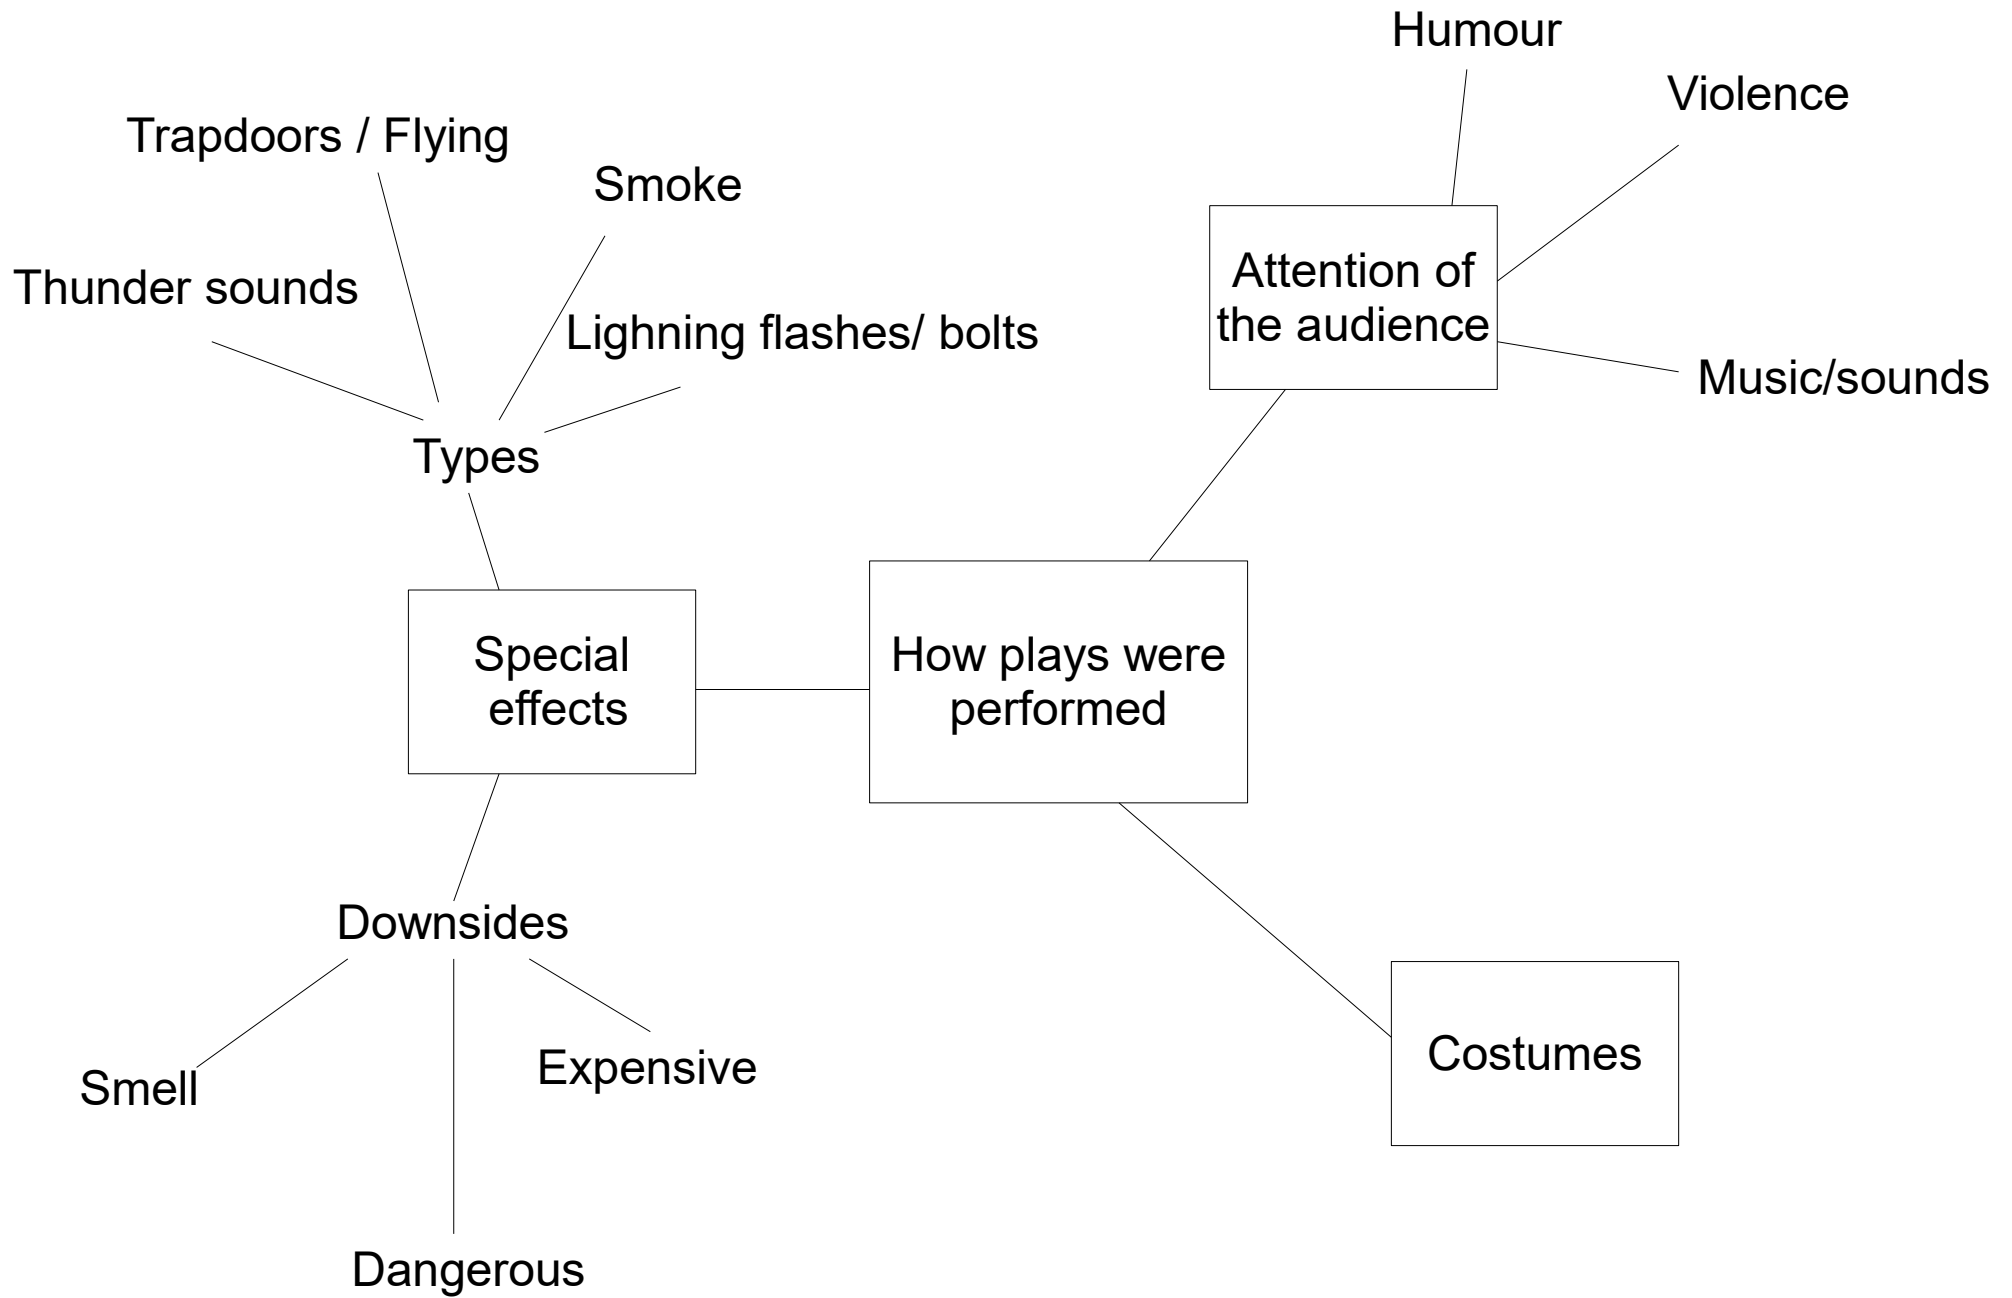 Humour
Violence
Trapdoors / Flying
Smoke
Attention of
the audience
Thunder sounds
Lighning flashes/ bolts
Music/sounds
Types
Special
effects
How plays were
performed
Downsides
Costumes
Expensive
Smell
Dangerous